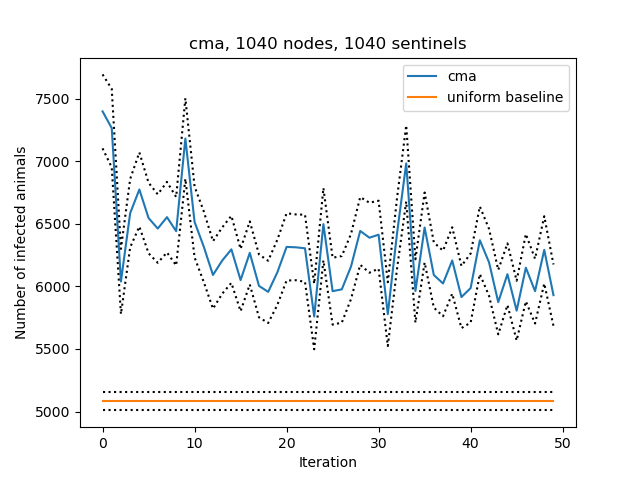 cma, 1040 nodes, 1040 sentinels
cma
uniform baseline
Number of infected animals
7500
7000
6500
6000
5500
5000
0 10 20 30 40 50
Iteration